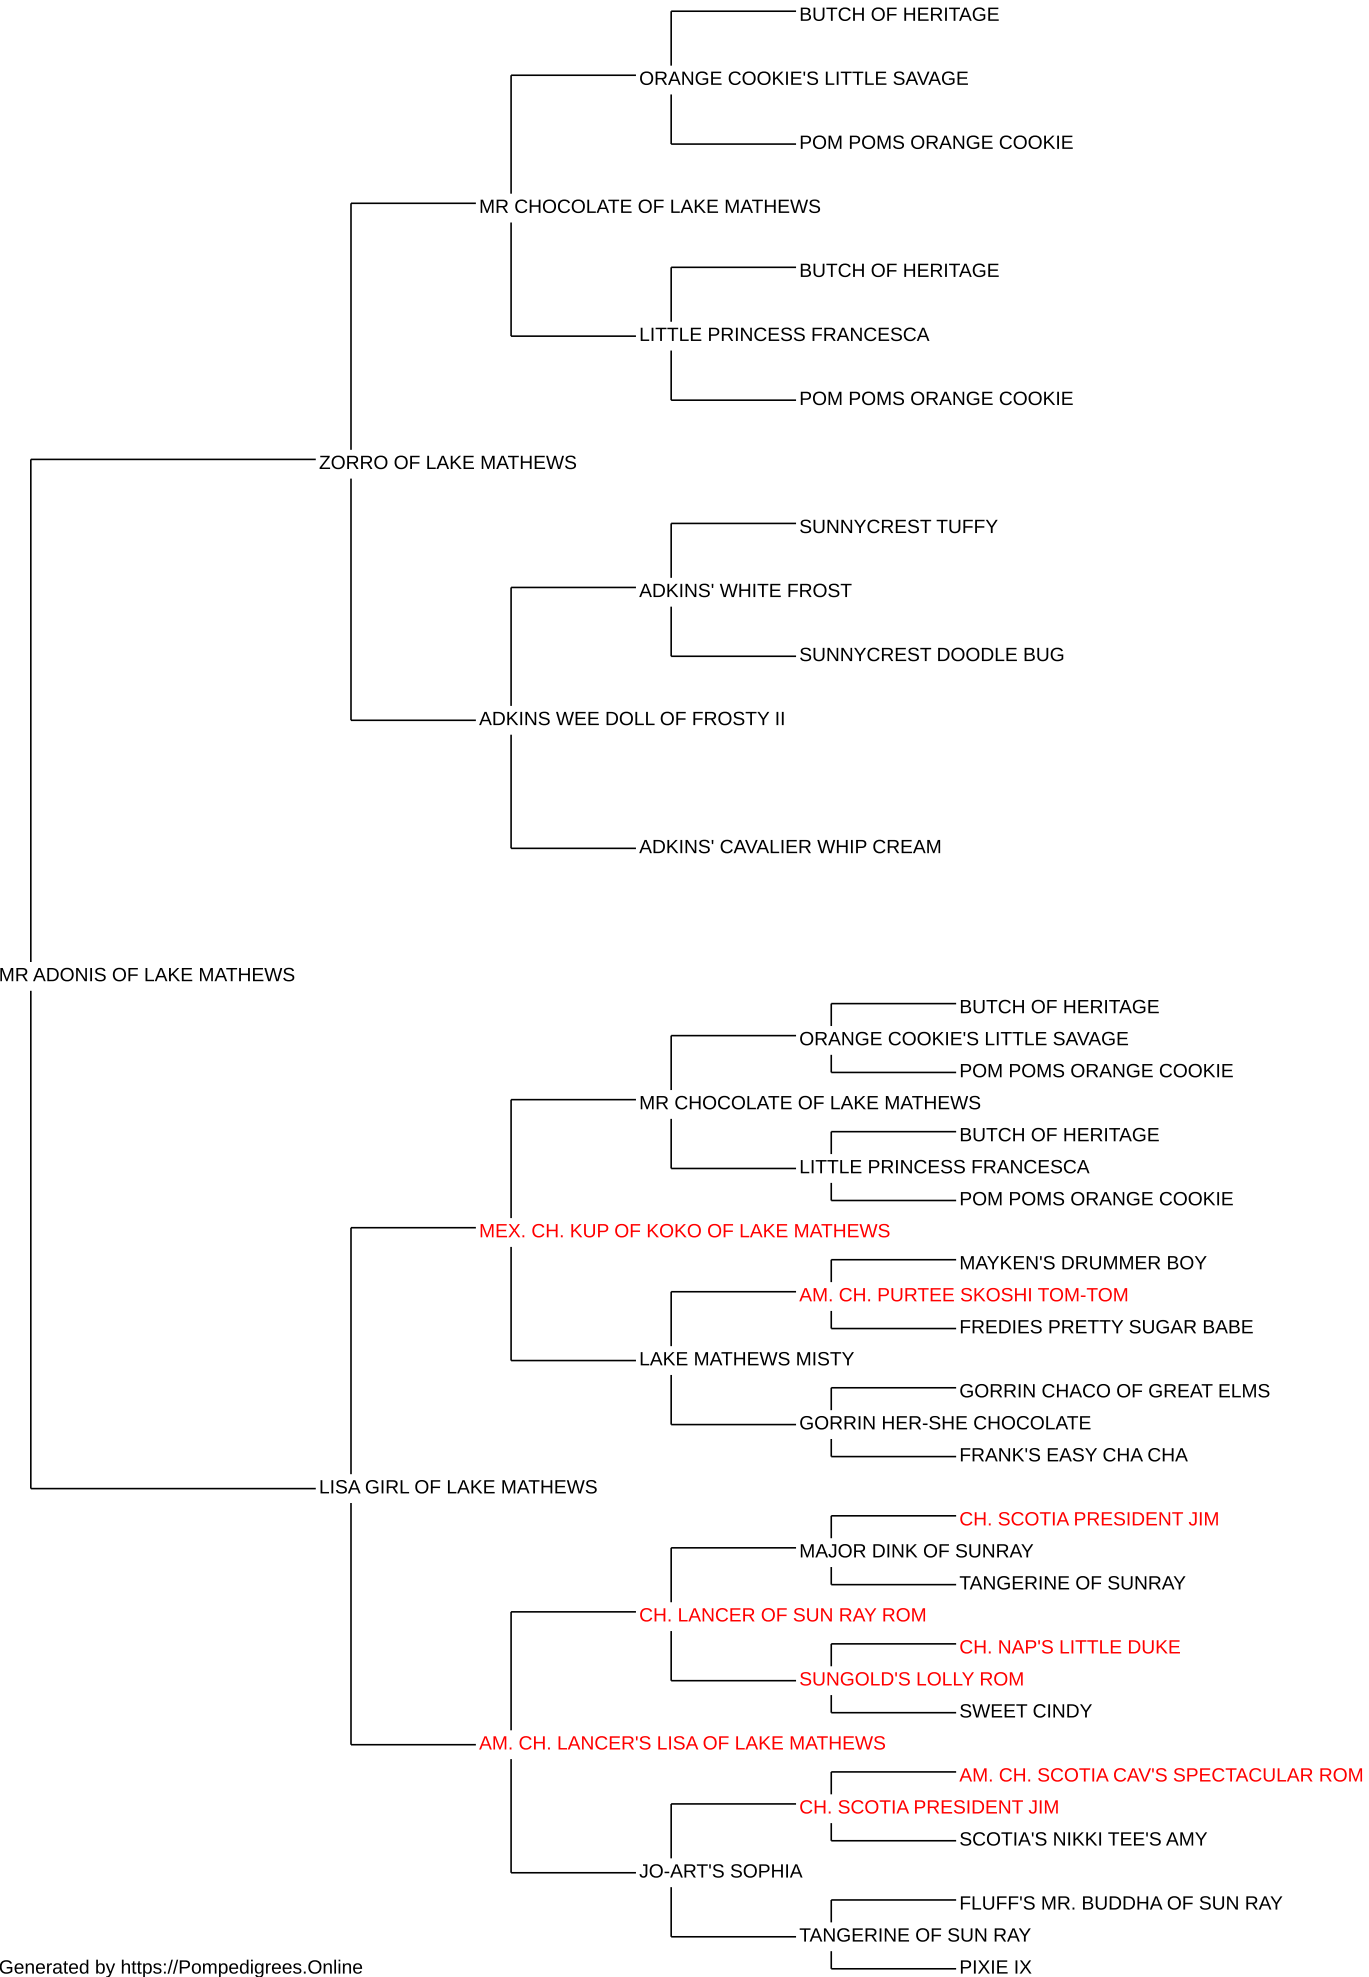 BUTCH OF HERITAGE
ORANGE COOKIE'S LITTLE SAVAGE
POM POMS ORANGE COOKIE
MR CHOCOLATE OF LAKE MATHEWS
BUTCH OF HERITAGE
LITTLE PRINCESS FRANCESCA
POM POMS ORANGE COOKIE
ZORRO OF LAKE MATHEWS
SUNNYCREST TUFFY
ADKINS' WHITE FROST
SUNNYCREST DOODLE BUG
ADKINS WEE DOLL OF FROSTY II
ADKINS' CAVALIER WHIP CREAM
MR ADONIS OF LAKE MATHEWS
BUTCH OF HERITAGE
ORANGE COOKIE'S LITTLE SAVAGE
POM POMS ORANGE COOKIE
MR CHOCOLATE OF LAKE MATHEWS
BUTCH OF HERITAGE
LITTLE PRINCESS FRANCESCA
POM POMS ORANGE COOKIE
MEX. CH. KUP OF KOKO OF LAKE MATHEWS
MAYKEN'S DRUMMER BOY
AM. CH. PURTEE SKOSHI TOM-TOM
FREDIES PRETTY SUGAR BABE
LAKE MATHEWS MISTY
GORRIN CHACO OF GREAT ELMS
GORRIN HER-SHE CHOCOLATE
FRANK'S EASY CHA CHA
LISA GIRL OF LAKE MATHEWS
CH. SCOTIA PRESIDENT JIM
MAJOR DINK OF SUNRAY
TANGERINE OF SUNRAY
CH. LANCER OF SUN RAY ROM
CH. NAP'S LITTLE DUKE
SUNGOLD'S LOLLY ROM
SWEET CINDY
AM. CH. LANCER'S LISA OF LAKE MATHEWS
AM. CH. SCOTIA CAV'S SPECTACULAR ROM
CH. SCOTIA PRESIDENT JIM
SCOTIA'S NIKKI TEE'S AMY
JO-ART'S SOPHIA
FLUFF'S MR. BUDDHA OF SUN RAY
TANGERINE OF SUN RAY
PIXIE IX
Generated by https://Pompedigrees.Online